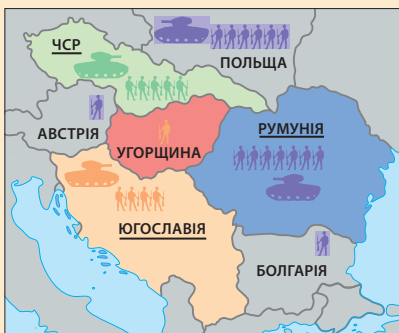 ЧСР
ПОЛЬЩА
АВСТРІЯ
УГОРЩИНА
РУМУНІЯ
ЮГОСЛАВІЯ
БОЛГАРІЯ